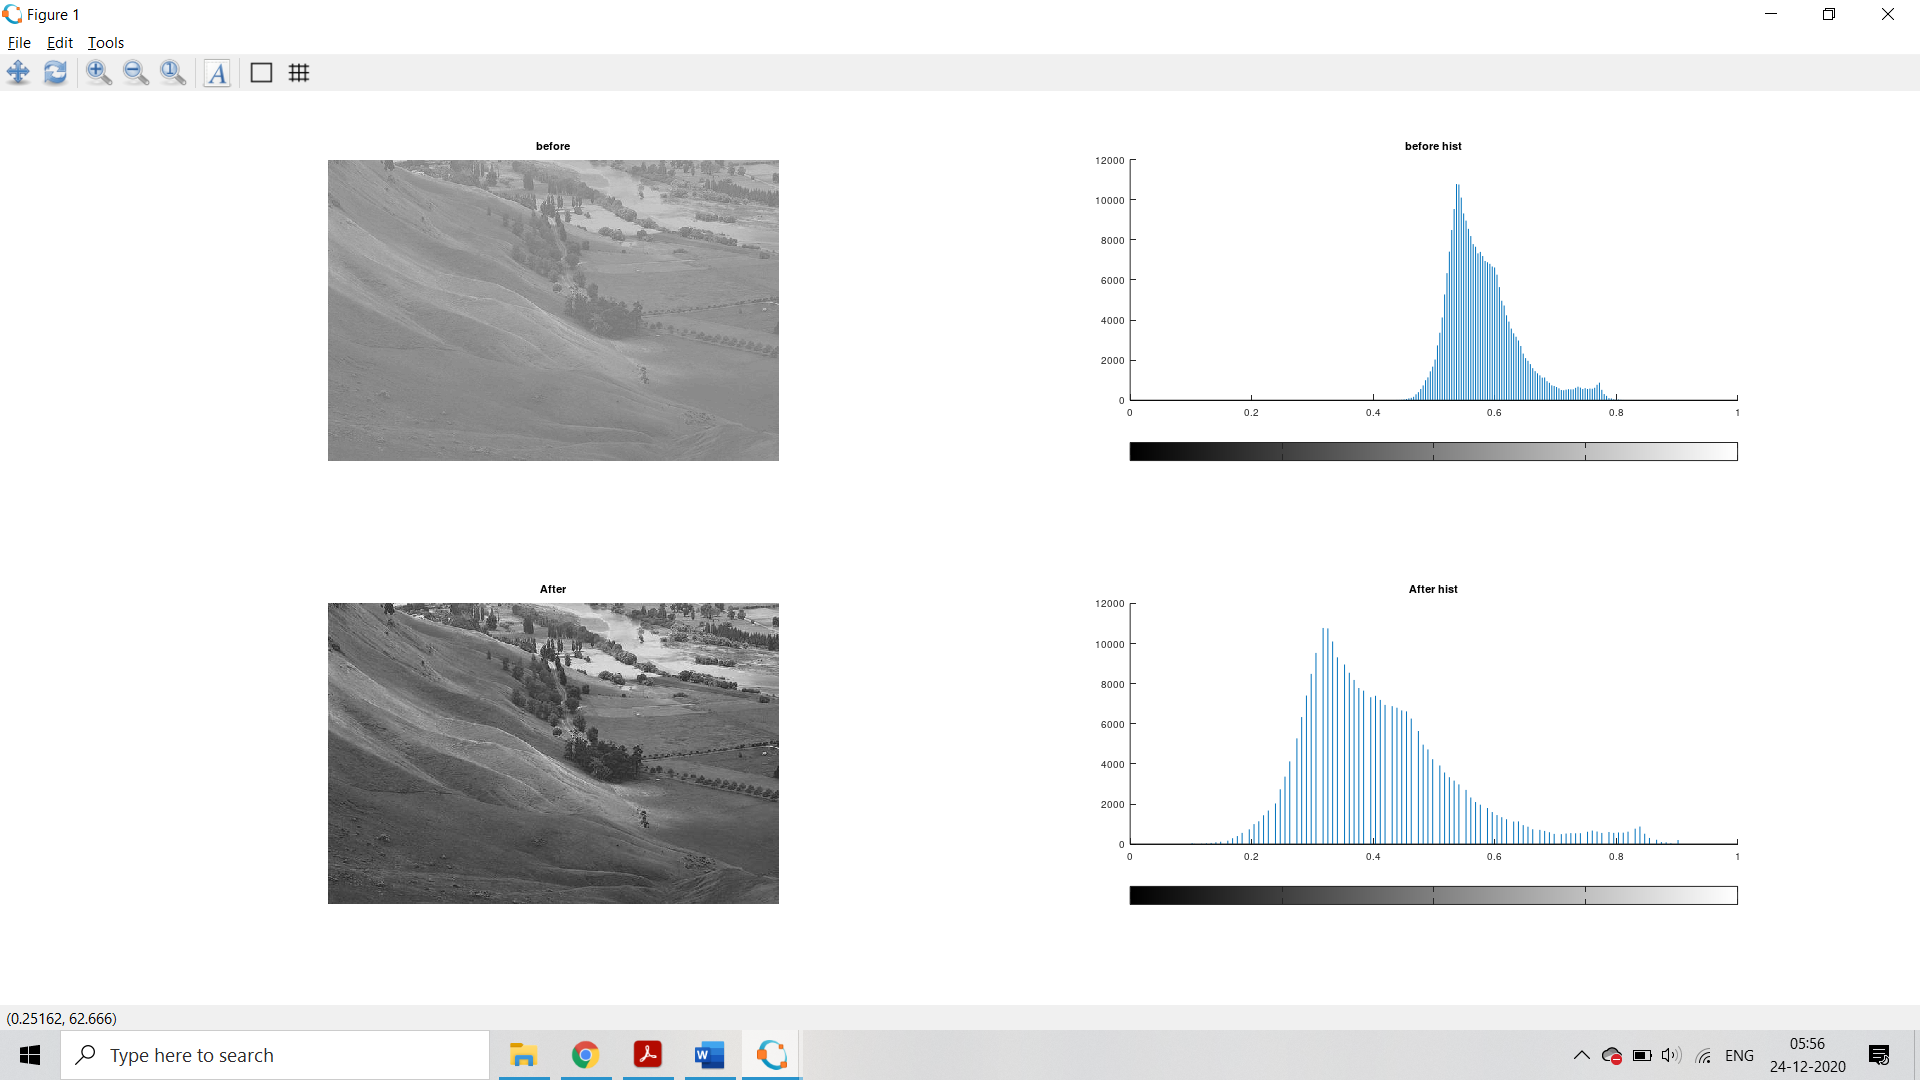 Figure 1
File Edit Tools
before
before hist
12000
10000
8000
6000
4000
2000
0
0 0.2 0.4 0.6 0.8 1
After
After hist
12000
10000
8000
6000
4000
2000
0
0 0.2 0.4 0.6 0.8 1
(0.25162, 62.666)
Type here to search
ENG
05:56
24-12-2020